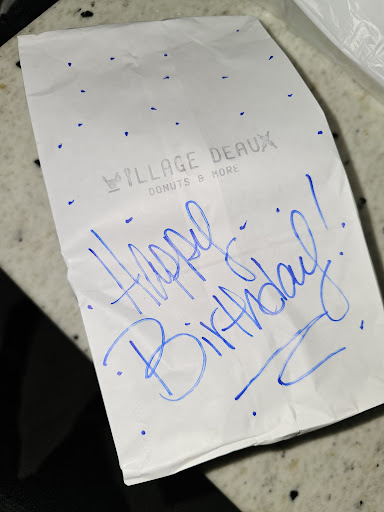 VILLAGE DEAUX
DONUTS & MORE
Happy
Birthday!